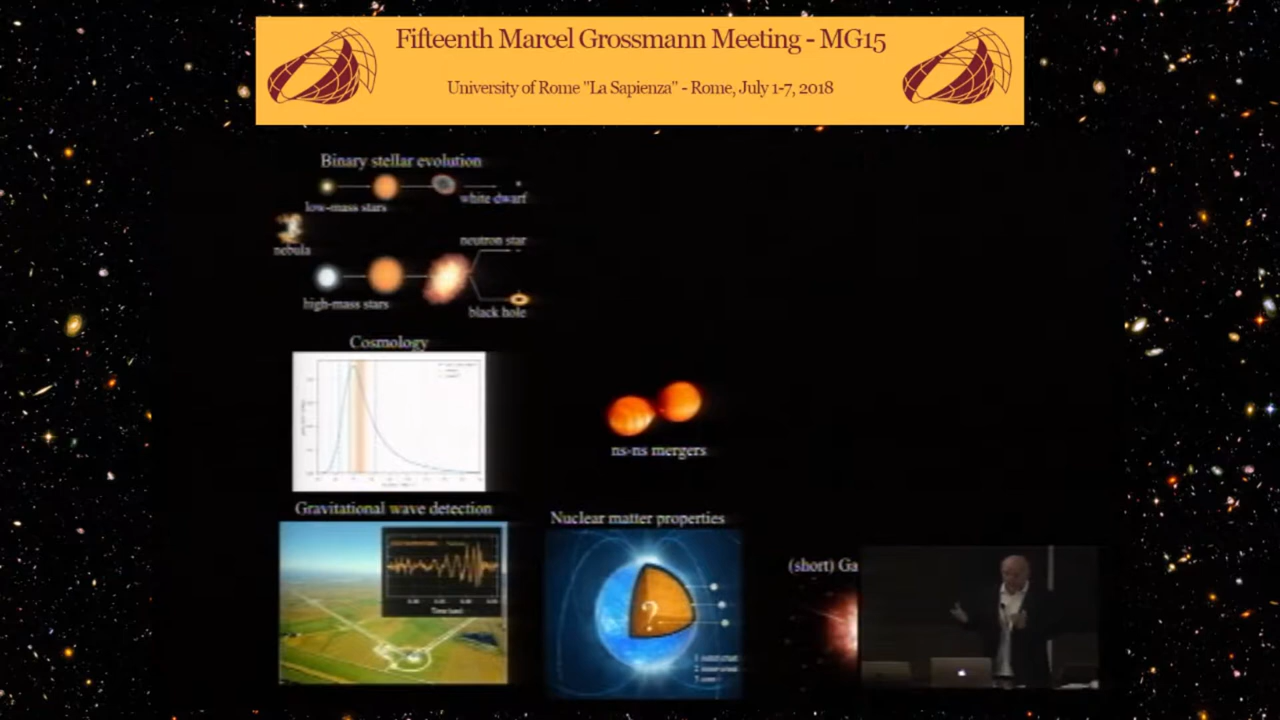 Fifteenth Marcel Grossmann Meeting - MG15
University of Rome "La Sapienza" - Rome, July 1-7, 2018
Binary stellar evolution
white dwarf
low-mass stars
neutron star
nebula
high-mass stars
black hole
Cosmology
ns-ns mergers
Gravitational wave detection
Nuclear matter properties
(short) Ga
?
Time (sec)